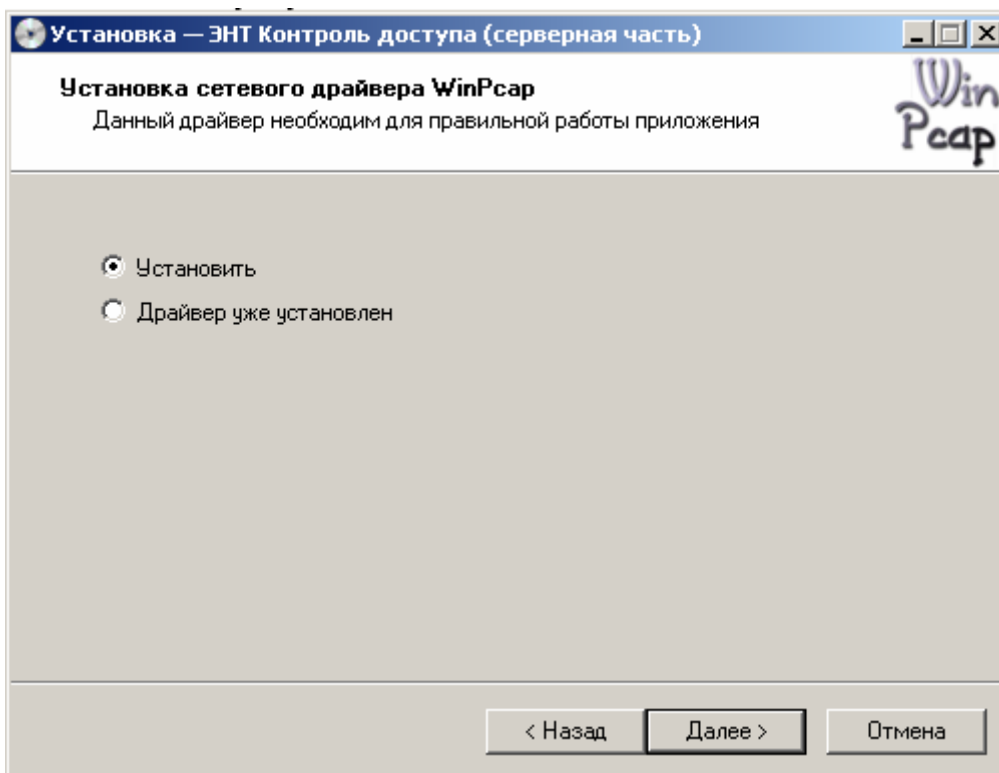 Установка — ЭНТ Контроль доступа (серверная часть)
Установка сетевого драйвера WinPcap
Данный драйвер необходим для правильной работы приложения
Win
Pcap
Установить
Драйвер уже установлен
< Назад
Далее >
Отмена